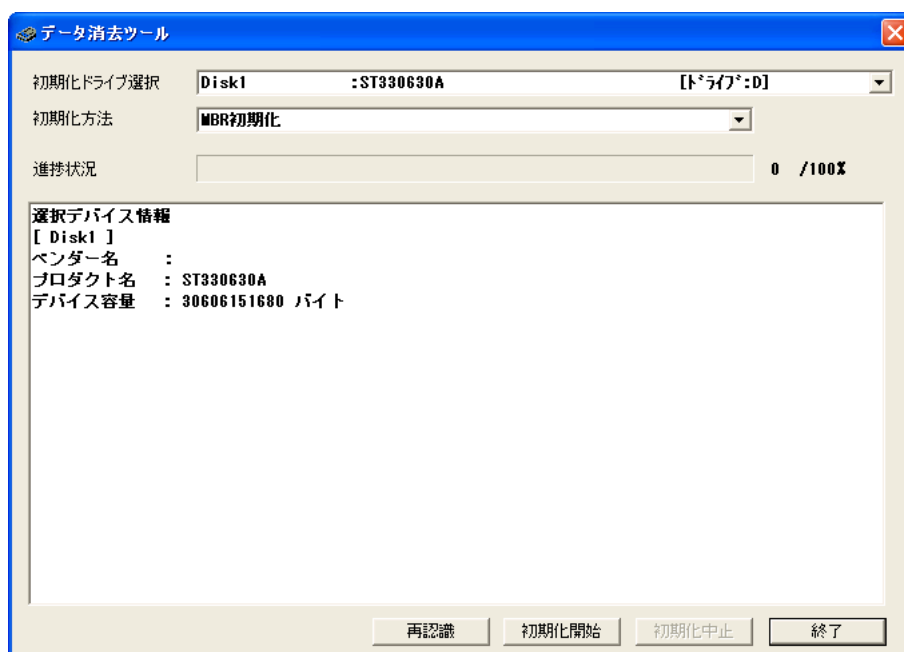 データ消去ツール
初期化ドライブ選択 Disk1 :ST330630A [ﾄﾞﾗｲﾌﾞ:D]
初期化方法 MBR初期化
進捗状況 0 /100%
選択デバイス情報
[ Disk1 ]
ベンダー名 :
プロダクト名 : ST330630A
デバイス容量 : 30606151680 バイト
再認識 初期化開始 初期化中止 終了